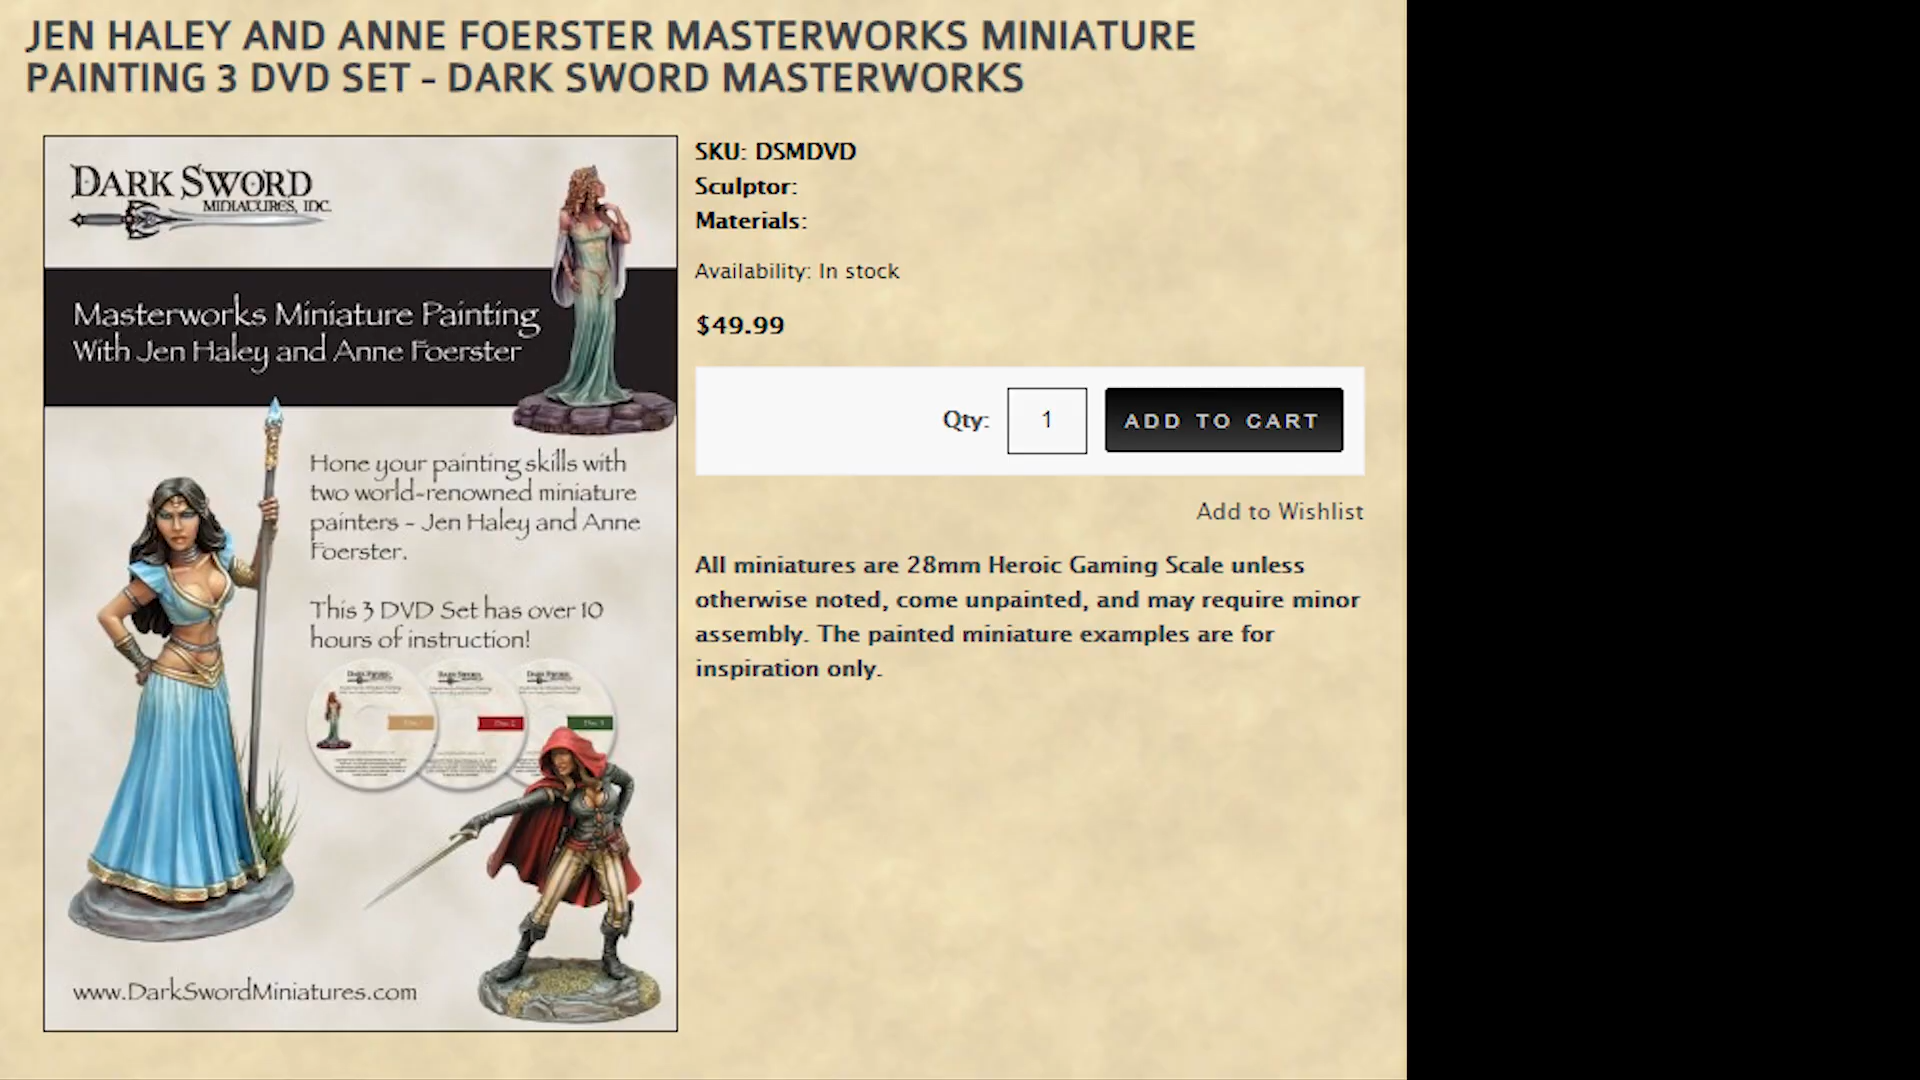 JEN HALEY AND ANNE FOERSTER MASTERWORKS MINIATURE
PAINTING 3 DVD SET - DARK SWORD MASTERWORKS
DARK SWORD
MINIATURES, INC.
Masterworks Miniature Painting
With Jen Haley and Anne Foerster
Hone your painting skills with
two world-renowned miniature
painters - Jen Haley and Anne
Foerster.
This 3 DVD Set has over 10
hours of instruction!
Disc 2
Disc 3
www.DarkSwordMiniatures.com
SKU: DSMDVD
Sculptor:
Materials:
Availability: In stock
$49.99
Qty: 1 ADD TO CART
Add to Wishlist
All miniatures are 28mm Heroic Gaming Scale unless
otherwise noted, come unpainted, and may require minor
assembly. The painted miniature examples are for
inspiration only.